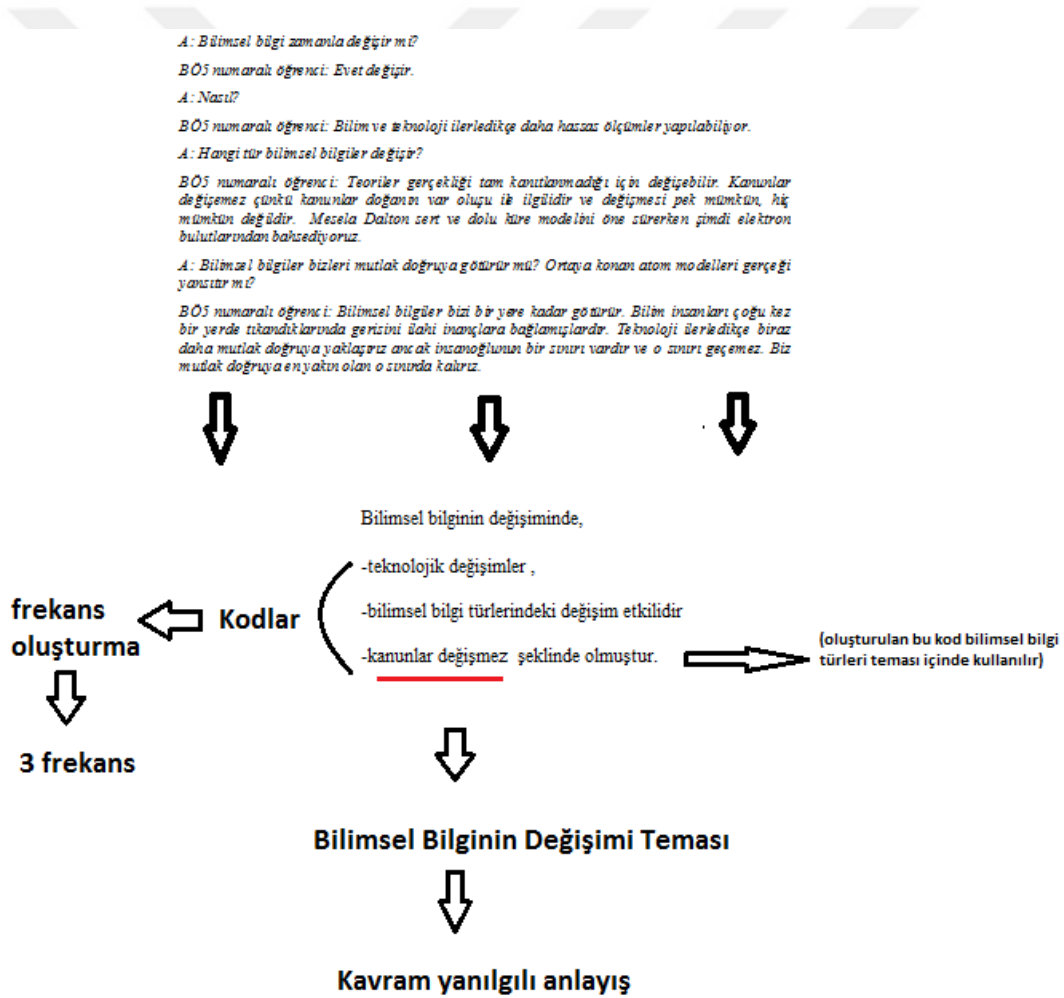 A: Bilimsel bilgi zamanla değişir mi?
BÖ5 numaralı öğrenci: Evet değişir.
A: Nasıl?
BÖ5 numaralı öğrenci: Bilim ve teknoloji ilerledikçe daha hassas ölçümler yapılabiliyor.
A: Hangi tür bilimsel bilgiler değişir?
BÖ5 numaralı öğrenci: Teoriler gerçekliği tam kanıtlanmadığı için değişebilir. Kanunlar
değişemez çünkü kanunlar doğanın var oluşu ile ilgilidir ve değişmesi pek mümkün, hiç
mümkün değildir. Mesela Dalton sert ve dolu küre modelini öne sürerken şimdi elektron
bulutlarından bahsediyoruz.
A: Bilimsel bilgiler bizleri mutlak doğruya götürür mü? Ortaya konan atom modelleri gerçeği
yansıtır mı?
BÖ5 numaralı öğrenci: Bilimsel bilgiler bizi bir yere kadar götürür. Bilim insanları çoğu kez
bir yerde tıkandıklarında gerisini ilahi inançlara bağlamışlardır. Teknoloji ilerledikçe biraz
daha mutlak doğruya yaklaşırız ancak insanoğlunun bir sınırı vardır ve o sınırı geçemez. Biz
mutlak doğruya en yakın olan o sınırda kalırız.
Bilimsel bilginin değişiminde,
-teknolojik değişimler ,
-bilimsel bilgi türlerindeki değişim etkilidir
-kanunlar değişmez şeklinde olmuştur.
(oluşturulan bu kod bilimsel bilgi
türleri teması içinde kullanılır)
Kodlar
frekans
oluşturma
3 frekans
Bilimsel Bilginin Değişimi Teması
Kavram yanılgılı anlayış